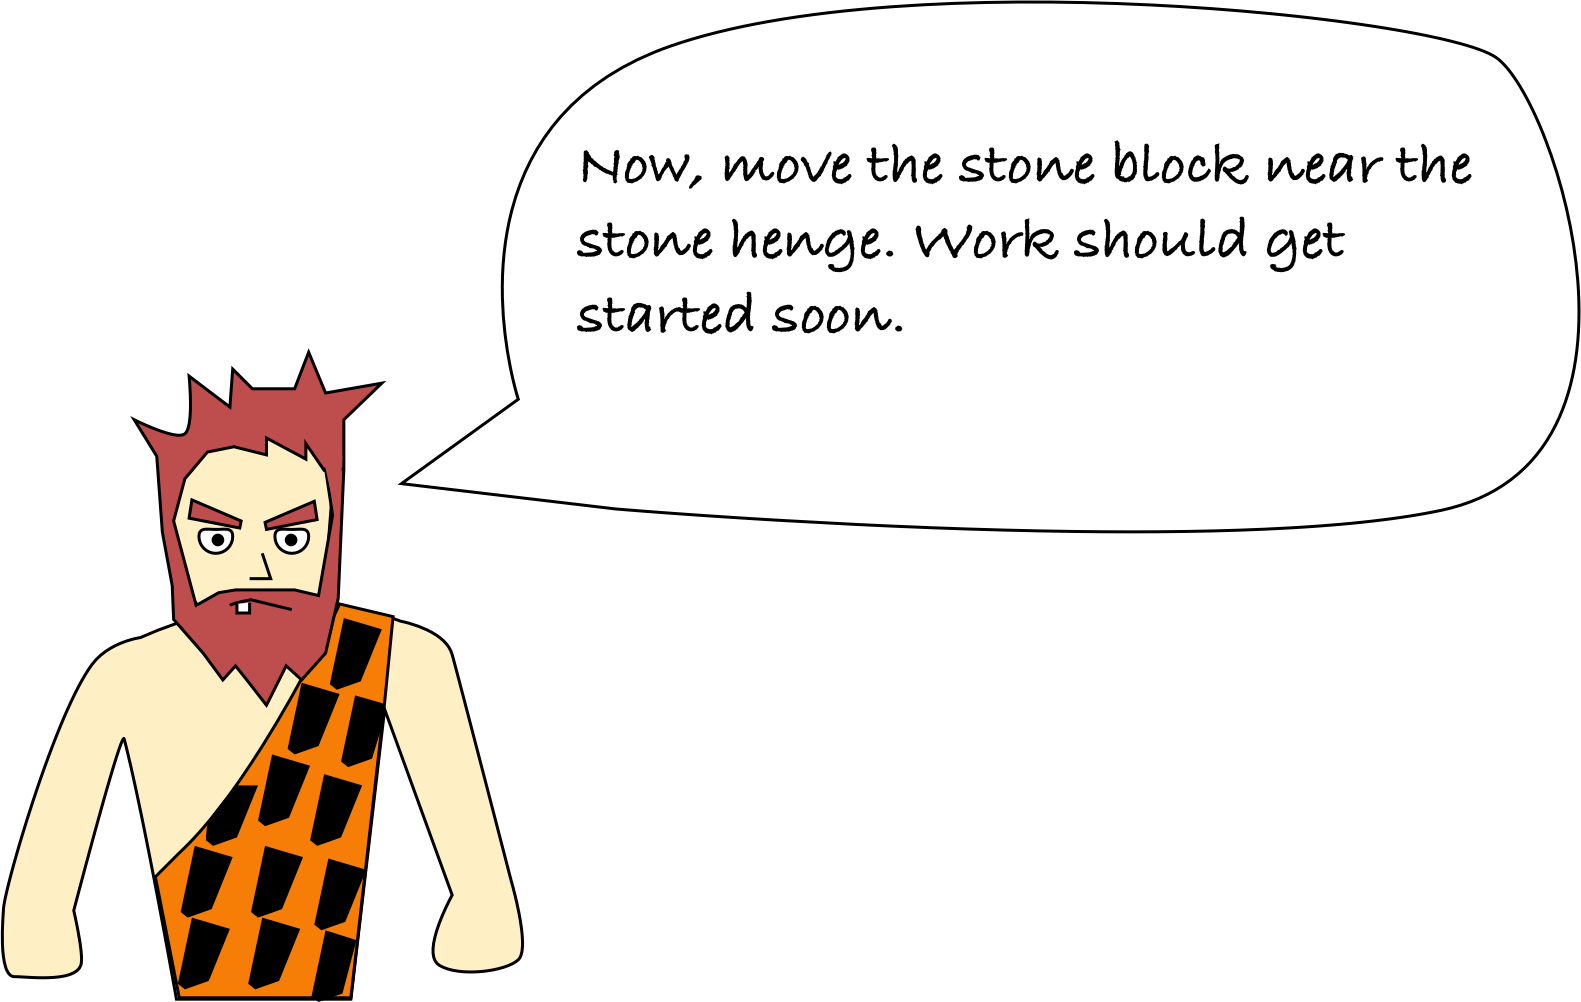 Now, move the stone block near the
stone henge. Work should get
started soon.